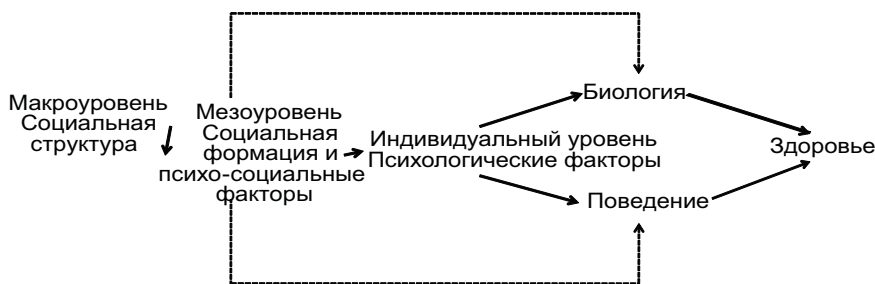 Макроуровень
Социальная
структура
Мезоуровень
Социальная
формация и
психо-социальные
факторы
Индивидуальный уровень
Психологические факторы
Биология
Поведение
Здоровье